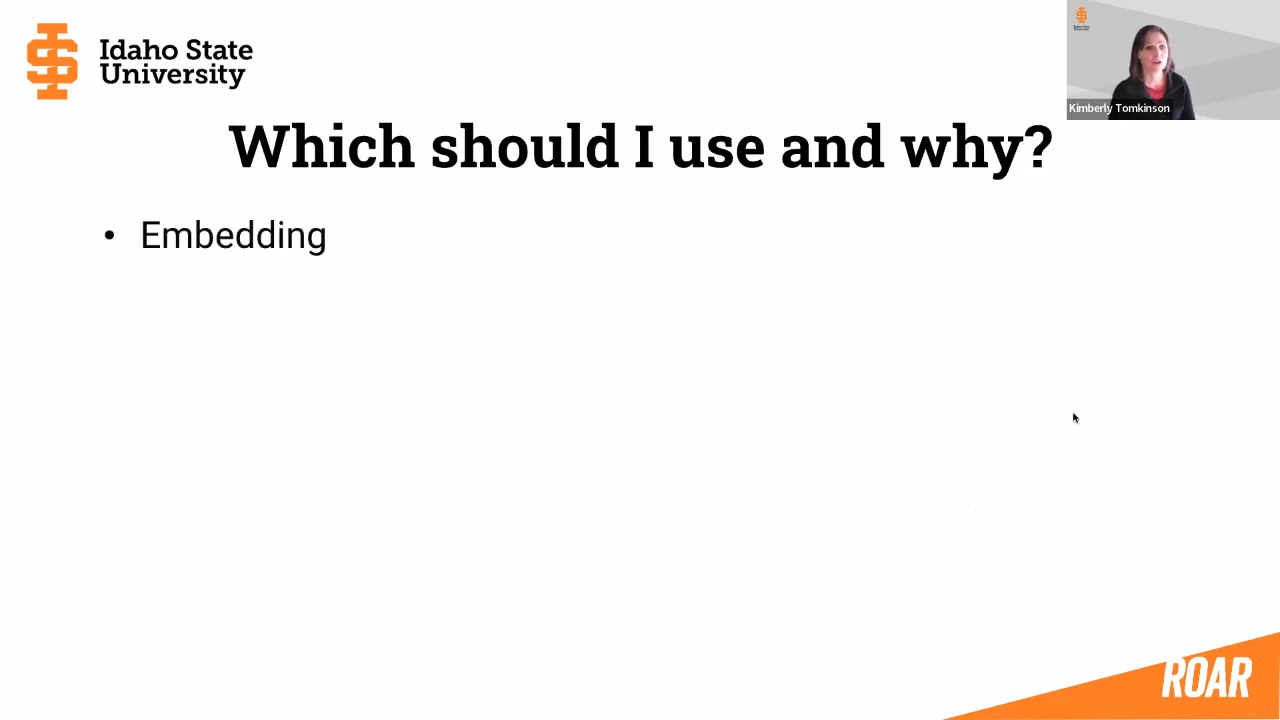 Idaho State
University
Kimberly Tomkinson
Which should I use and why?
• Embedding
ROAR